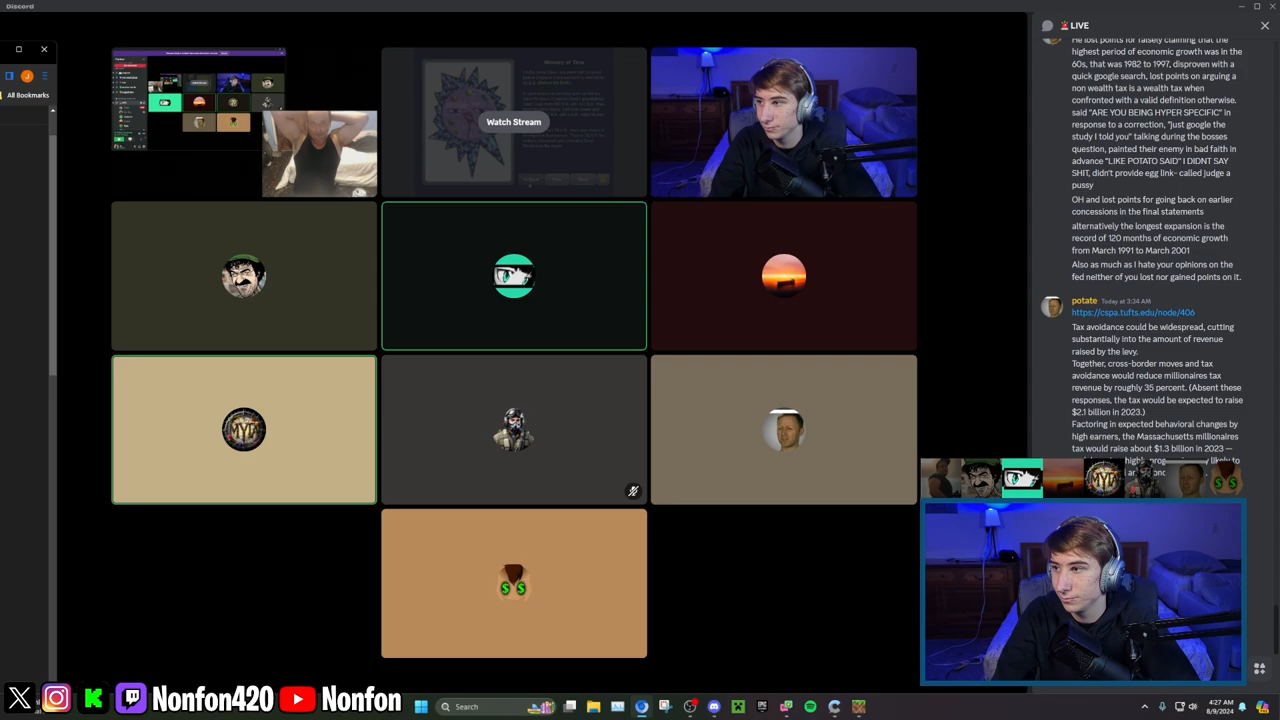 Discord
LIVE
All Bookmarks
J
Watch Stream
He lost points for falsely claiming that the
highest period of economic growth was in the
60s, that was 1982 to 1997, disproven with a
quick google search, lost points on arguing a
non wealth tax is a wealth tax when
confronted with a valid definition otherwise.
said "ARE YOU BEING HYPER SPECIFIC" in
response to a correction, "just google the
study I told you" talking during the bosses
question, painted their enemy in bad faith in
advance "LIKE POTATO SAID" I DIDNT SAY
SHIT, didn't provide egg link- called judge a
pussy
OH and lost points for going back on earlier
concessions in the final statements
alternatively the longest expansion is the
record of 120 months of economic growth
from March 1991 to March 2001
Also as much as I hate your opinions on the
fed neither of you lost nor gained points on it.
potate Today at 3:34 AM
https://cspa.tufts.edu/node/406
Tax avoidance could be widespread, cutting
substantially into the amount of revenue
raised by the levy.
Together, cross-border moves and tax
avoidance would reduce millionaires tax
revenue by roughly 35 percent. (Absent these
responses, the tax would be expected to raise
$2.1 billion in 2023.)
Factoring in expected behavioral changes by
high earners, the Massachusetts millionaires
tax would raise about $1.3 billion in 2023 —
Nonfon420
Nonfon
Search
4:27 AM
8/9/2024